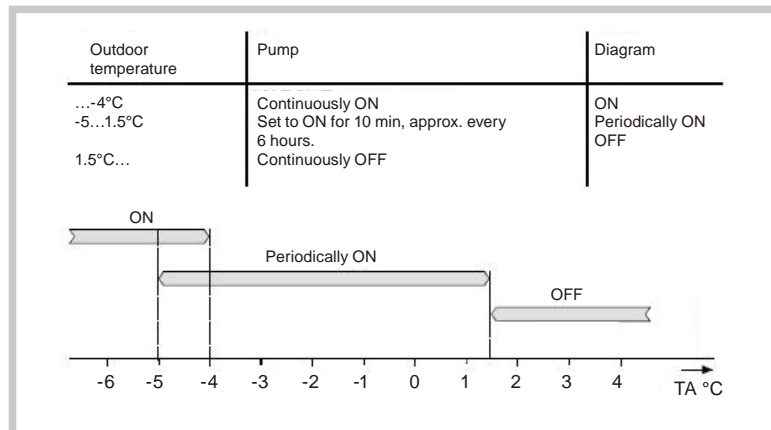 Outdoor temperature Pump Diagram
...-4°C Continuously ON ON
-5...1.5°C Set to ON for 10 min, approx. every 6 hours. Periodically ON
1.5°C... Continuously OFF OFF
ON
Periodically ON
OFF
-6 -5 -4 -3 -2 -1 0 1 2 3 4 TA °C